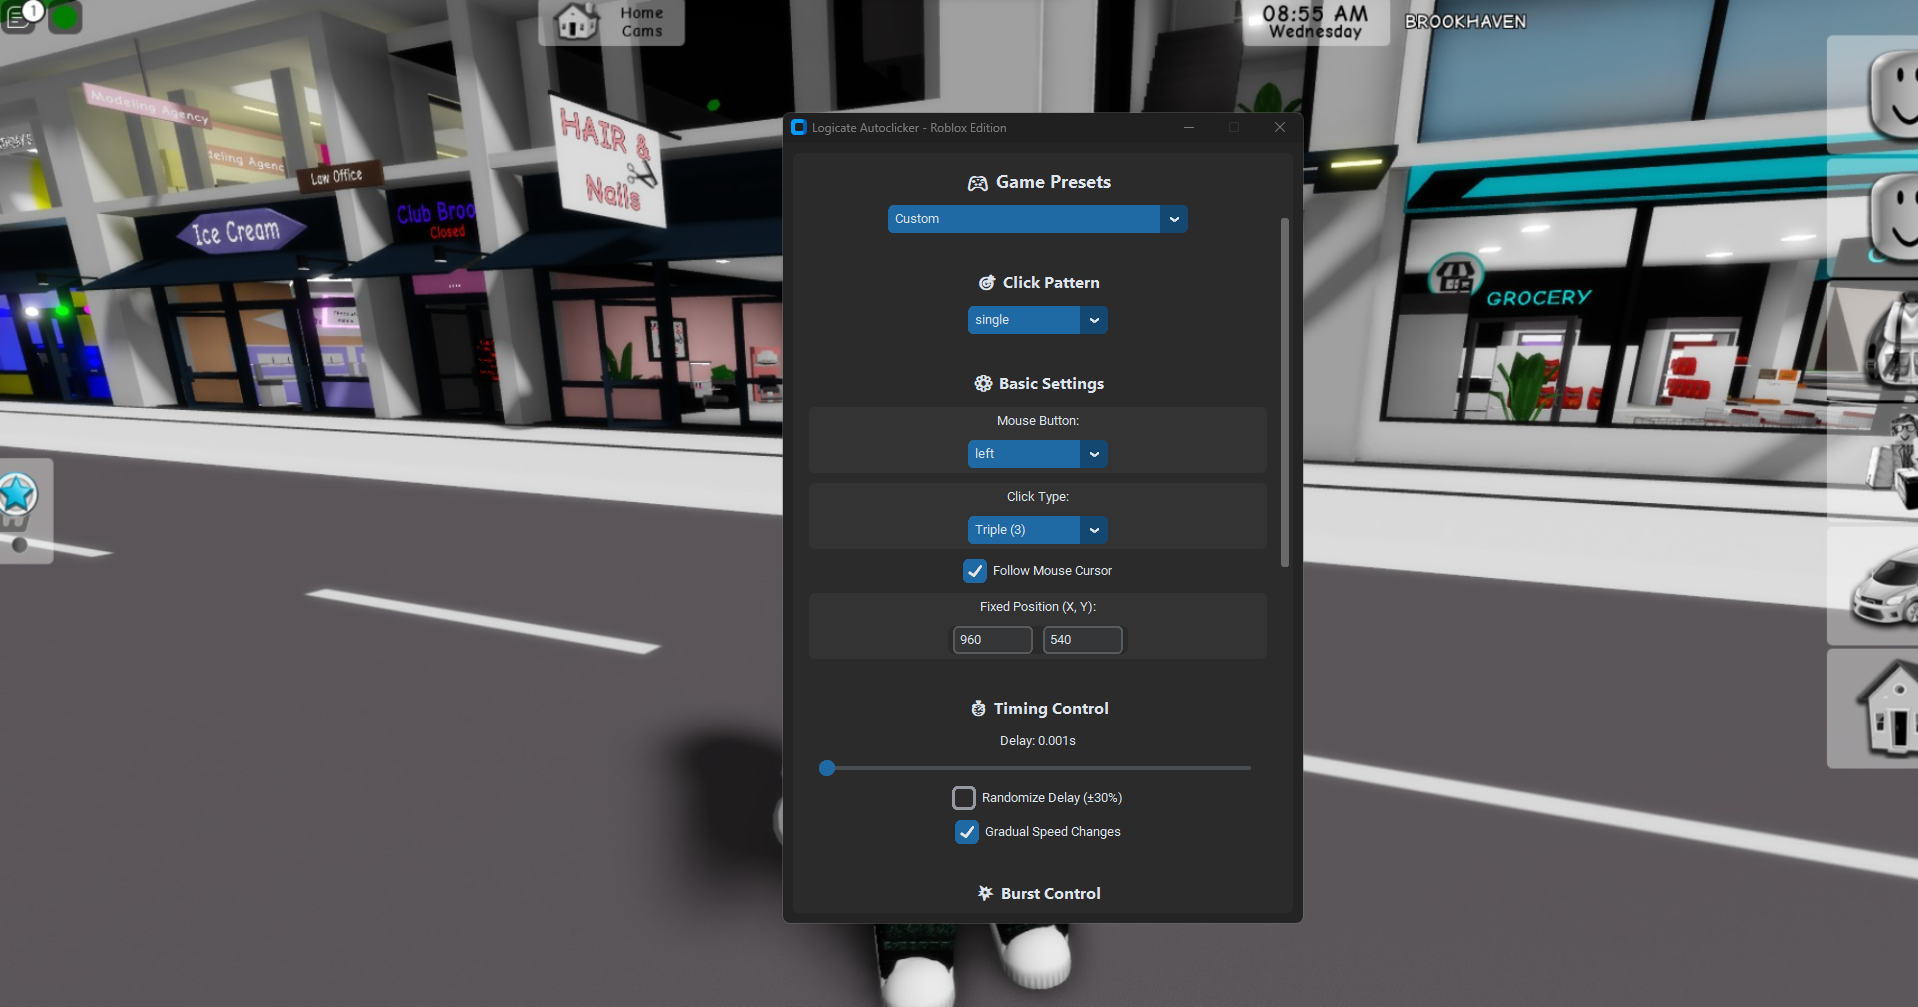 1
Home
Cams
08:55 AM
Wednesday
BROOKHAVEN
Modeling Agency
Modeling Agenc
Law Office
HAIR &
Nails
Ice Cream
Club Broo
Closed
GROCERY
Logicate Autoclicker - Roblox Edition
Game Presets
Custom
Click Pattern
single
Basic Settings
Mouse Button:
left
Click Type:
Triple (3)
Follow Mouse Cursor
Fixed Position (X, Y):
960
540
Timing Control
Delay: 0.001s
Randomize Delay (±30%)
Gradual Speed Changes
Burst Control